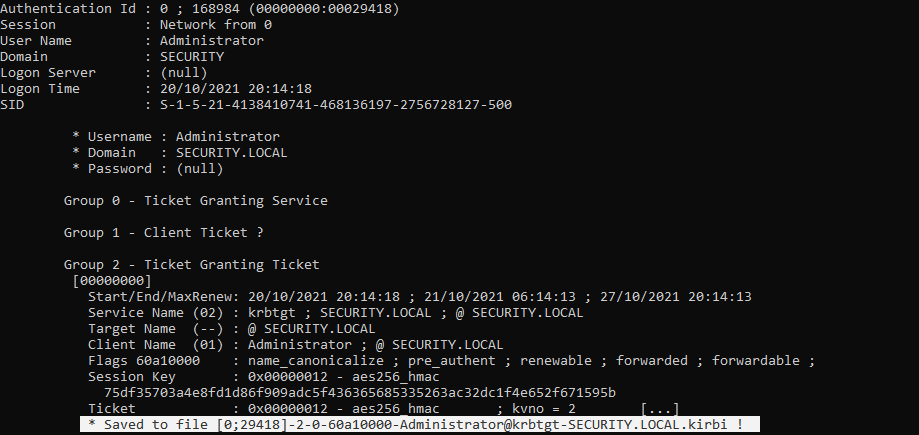 Authentication Id : 0 ; 168984 (00000000:00029418)
Session           : Network from 0
User Name         : Administrator
Domain            : SECURITY
Logon Server      : (null)
Logon Time        : 20/10/2021 20:14:18
SID               : S-1-5-21-4138410741-468136197-2756728127-500
* Username : Administrator
* Domain   : SECURITY.LOCAL
* Password : (null)
Group 0 - Ticket Granting Service
Group 1 - Client Ticket ?
Group 2 - Ticket Granting Ticket
[00000000]
Start/End/MaxRenew: 20/10/2021 20:14:18 ; 21/10/2021 06:14:13 ; 27/10/2021 20:14:13
Service Name (02) : krbtgt ; SECURITY.LOCAL ; @ SECURITY.LOCAL
Target Name  (--) : @ SECURITY.LOCAL
Client Name  (01) : Administrator ; @ SECURITY.LOCAL
Flags 60a10000    : name_canonicalize ; pre_authent ; renewable ; forwarded ; forwardable ;
Session Key       : 0x00000012 - aes256_hmac
75df35703a4e8fd1d86f909adc5f436365685335263ac32dc1f4e652f671595b
Ticket            : 0x00000012 - aes256_hmac       ; kvno = 2        [...]
* Saved to file [0;29418]-2-0-60a10000-Administrator@krbtgt-SECURITY.LOCAL.kirbi !